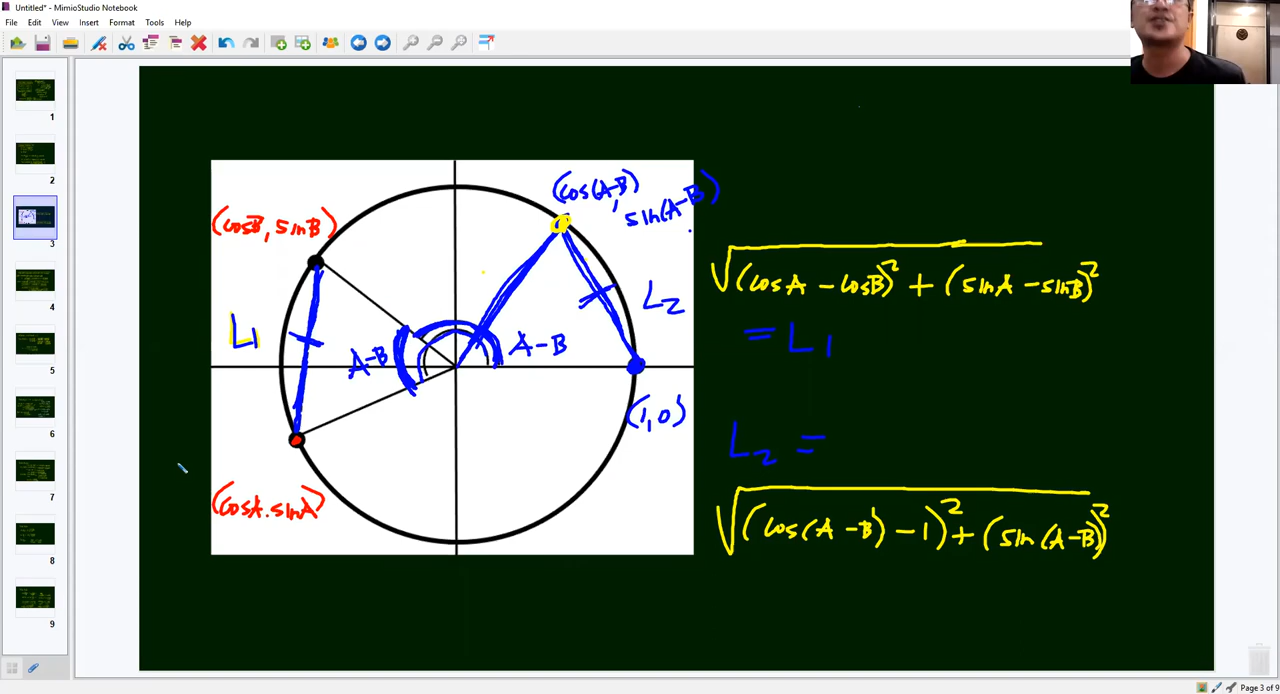 Untitled* - MimioStudio Notebook
File Edit View Insert Format Tools Help
1
2
3
4
5
6
7
8
9
(cos(A-B),
sin(A-B))
(cosB, sinB)
√((cosA - cosB)² + (sinA - sinB)²)
L1
L2
= L1
A-B
A-B
(1,0)
L2 =
(cosA. sinA)
√((cos(A-B) - 1)² + (sin(A-B))²)
Page 3 of 9